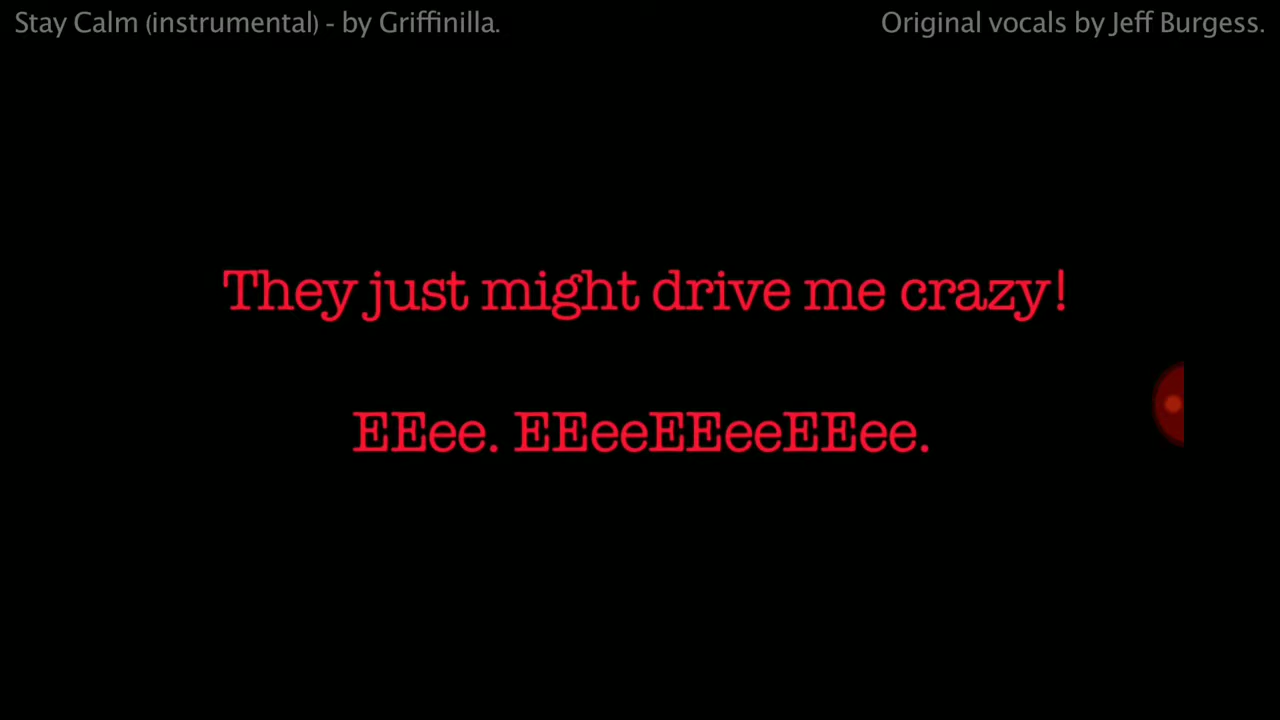 Stay Calm (instrumental) - by Griffinilla.
Original vocals by Jeff Burgess.
They just might drive me crazy!
EEee. EEeeEEeeEEee.